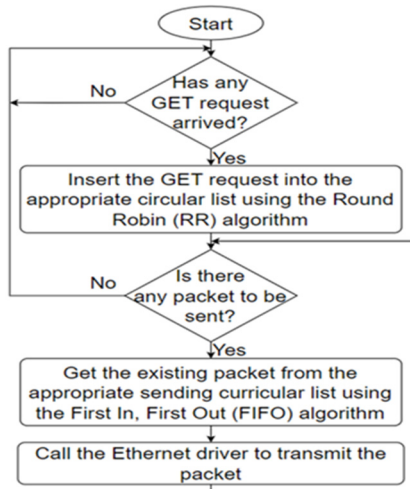 Start
Has any
GET request
arrived?
No
Yes
Insert the GET request into the
appropriate circular list using the Round
Robin (RR) algorithm
Is there
any packet to be
sent?
No
Yes
Get the existing packet from the
appropriate sending curricular list using
the First In, First Out (FIFO) algorithm
Call the Ethernet driver to transmit the
packet